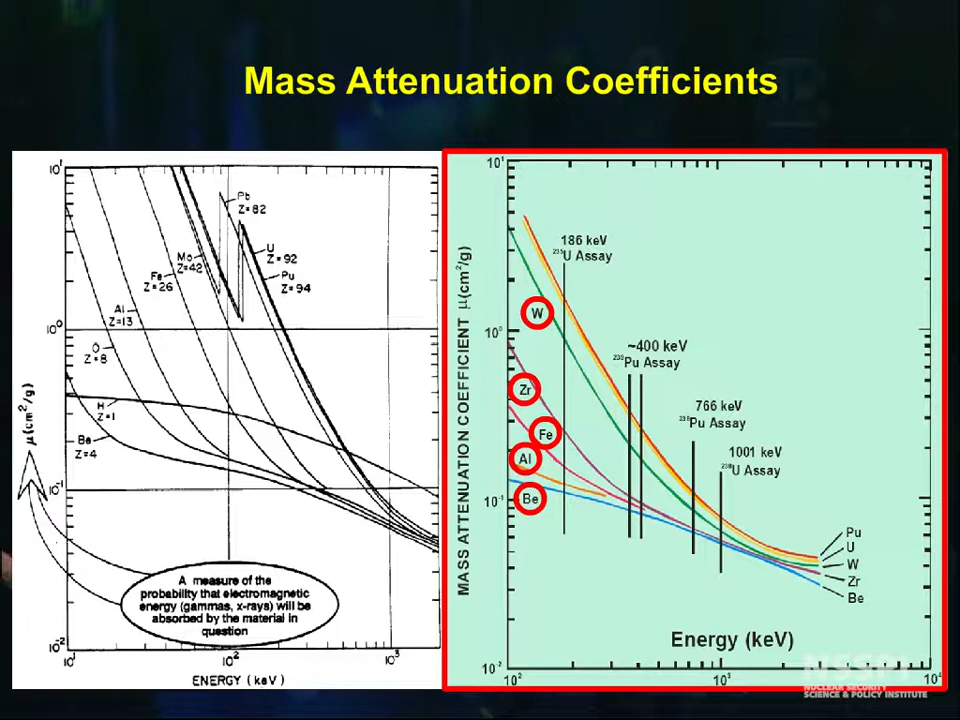 Mass Attenuation Coefficients
10¹
10⁰
10⁻¹
10⁻²
μ(cm²/g)
Pb
Z=82
U
Z=92
Pu
Z=94
Mo
Z=42
Fe
Z=26
Al
Z=13
O
Z=8
H
Z=1
Be
Z=4
A measure of the
probability that electromagnetic
energy (gammas, x-rays) will be
absorbed by the material in
question
10¹
10²
10³
ENERGY (keV)
MASS ATTENUATION COEFFICIENT μ(cm²/g)
10¹
10⁰
10⁻¹
10⁻²
186 keV
²³⁵U Assay
W
~400 keV
²³⁹Pu Assay
Zr
766 keV
²³⁸Pu Assay
Fe
1001 keV
²³⁸U Assay
Al
Be
Pu
U
W
Zr
Be
Energy (keV)
10²
10³
10⁴
NSSPI
NUCLEAR SECURITY
SCIENCE & POLICY INSTITUTE